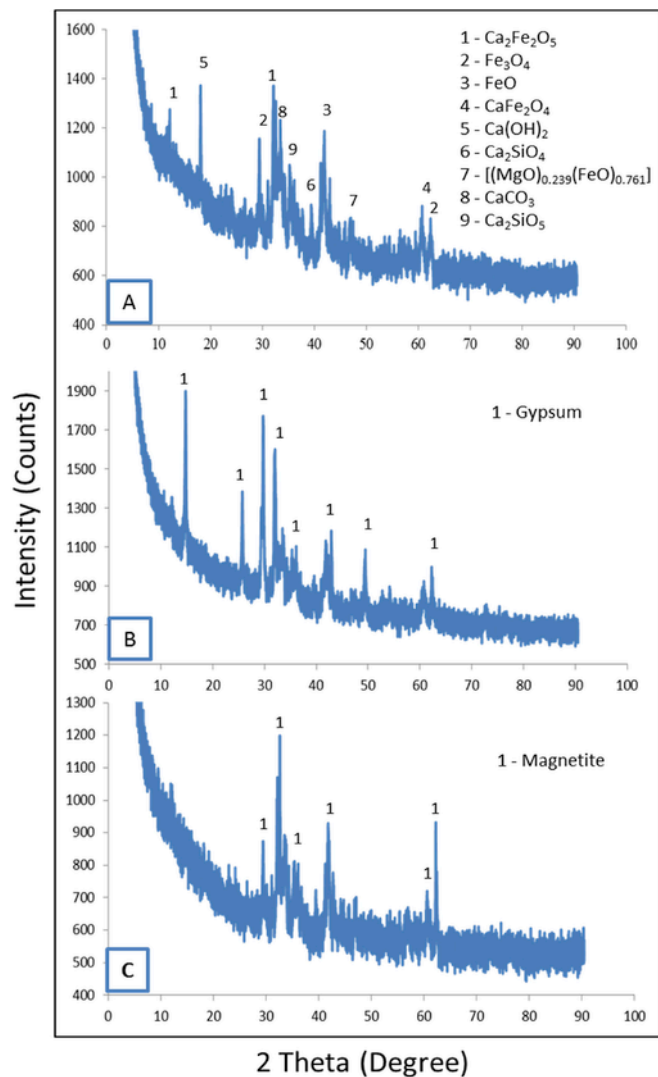 Intensity (Counts)
1600
1400
1200
1000
800
600
400
0 10 20 30 40 50 60 70 80 90 100
1 5 2 1 8 9 6 3 7 4 2
1 - Ca₂Fe₂O₅
2 - Fe₃O₄
3 - FeO
4 - CaFe₂O₄
5 - Ca(OH)₂
6 - Ca₂SiO₄
7 - [(MgO)₀.₂₃₉(FeO)₀.₇₆₁]
8 - CaCO₃
9 - Ca₂SiO₅
A
1900
1700
1500
1300
1100
900
700
500
0 10 20 30 40 50 60 70 80 90 100
1 1 1 1 1 1 1 1
1 - Gypsum
B
1300
1200
1100
1000
900
800
700
600
500
400
0 10 20 30 40 50 60 70 80 90 100
1 1 1 1 1 1
1 - Magnetite
C
2 Theta (Degree)